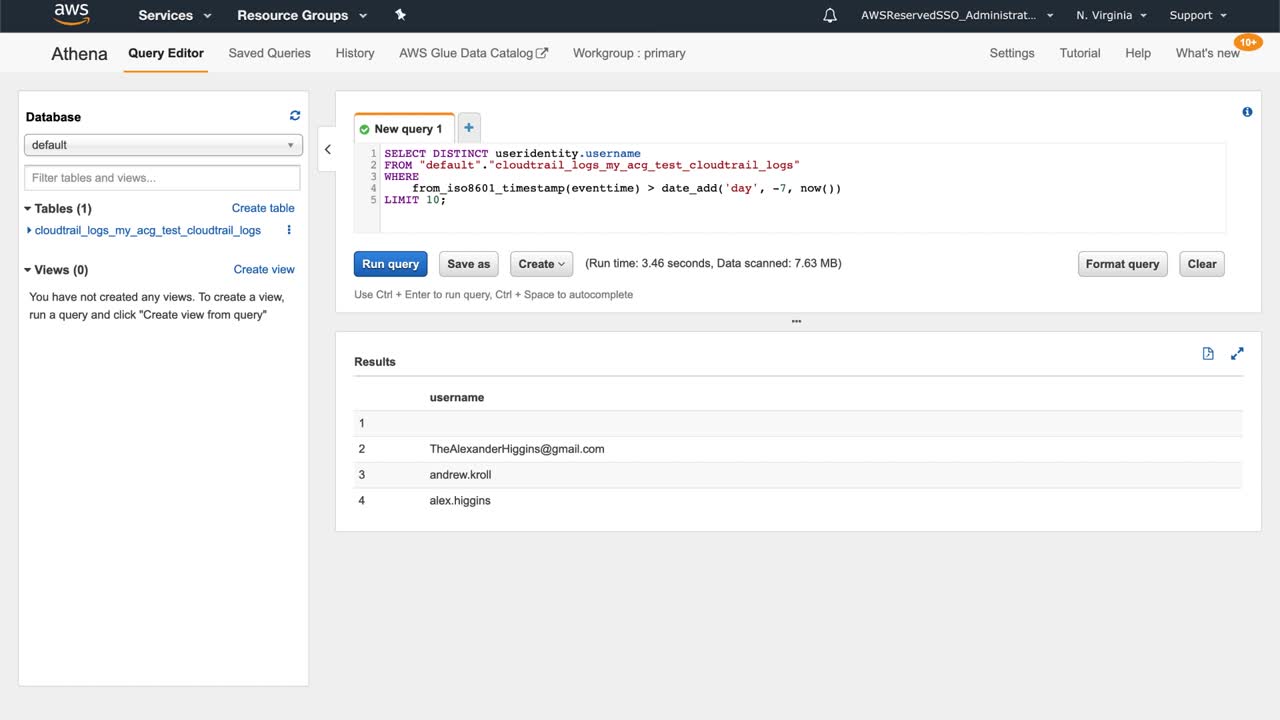 aws Services Resource Groups AWSReservedSSO_Administrat... N. Virginia Support
Athena Query Editor Saved Queries History AWS Glue Data Catalog Workgroup : primary Settings Tutorial Help What's new 10+
Database
default
Filter tables and views...
Tables (1) Create table
cloudtrail_logs_my_acg_test_cloudtrail_logs
Views (0) Create view
You have not created any views. To create a view,
run a query and click "Create view from query"
New query 1
1 SELECT DISTINCT useridentity.username
2 FROM "default"."cloudtrail_logs_my_acg_test_cloudtrail_logs"
3 WHERE
4 from_iso8601_timestamp(eventtime) > date_add('day', -7, now())
5 LIMIT 10;
Run query Save as Create (Run time: 3.46 seconds, Data scanned: 7.63 MB) Format query Clear
Use Ctrl + Enter to run query, Ctrl + Space to autocomplete
Results
username
1
2 TheAlexanderHiggins@gmail.com
3 andrew.kroll
4 alex.higgins